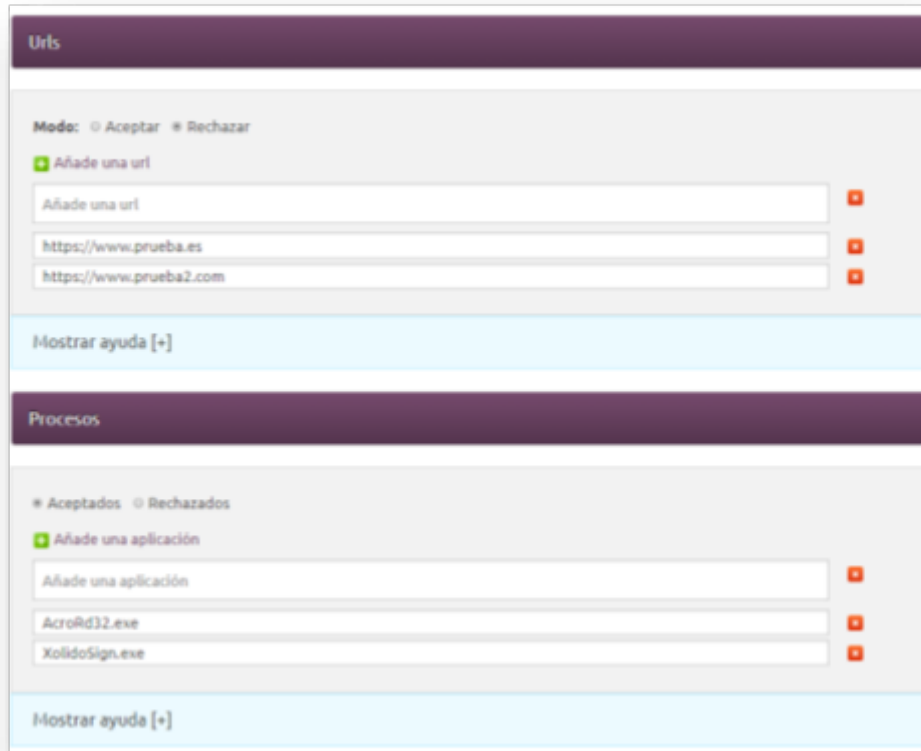 Urls
Modo: Aceptar Rechazar
Añade una url
Añade una url
https://www.prueba.es
https://www.prueba2.com
Mostrar ayuda [+]
Procesos
Aceptados Rechazados
Añade una aplicación
Añade una aplicación
AcroRd32.exe
XolidoSign.exe
Mostrar ayuda [+]